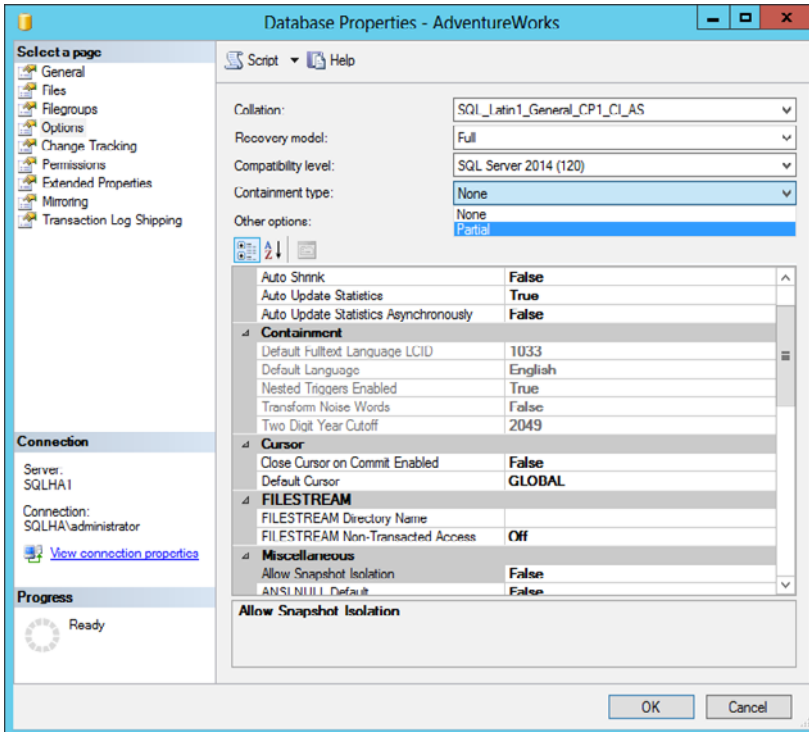 Database Properties - AdventureWorks
Select a page
General
Files
Filegroups
Options
Change Tracking
Permissions
Extended Properties
Mirroring
Transaction Log Shipping
Script
Help
Collation: SQL_Latin1_General_CP1_CI_AS
Recovery model: Full
Compatibility level: SQL Server 2014 (120)
Containment type: None
None
Other options: Partial
Auto Shrink False
Auto Update Statistics True
Auto Update Statistics Asynchronously False
Containment
Default Fulltext Language LCID 1033
Default Language English
Nested Triggers Enabled True
Transform Noise Words False
Two Digit Year Cutoff 2049
Cursor
Close Cursor on Commit Enabled False
Default Cursor GLOBAL
FILESTREAM
FILESTREAM Directory Name
FILESTREAM Non-Transacted Access Off
Miscellaneous
Allow Snapshot Isolation False
ANSI NULL Default False
Allow Snapshot Isolation
Connection
Server:
SQLHA1
Connection:
SQLHA\administrator
View connection properties
Progress
Ready
OK
Cancel